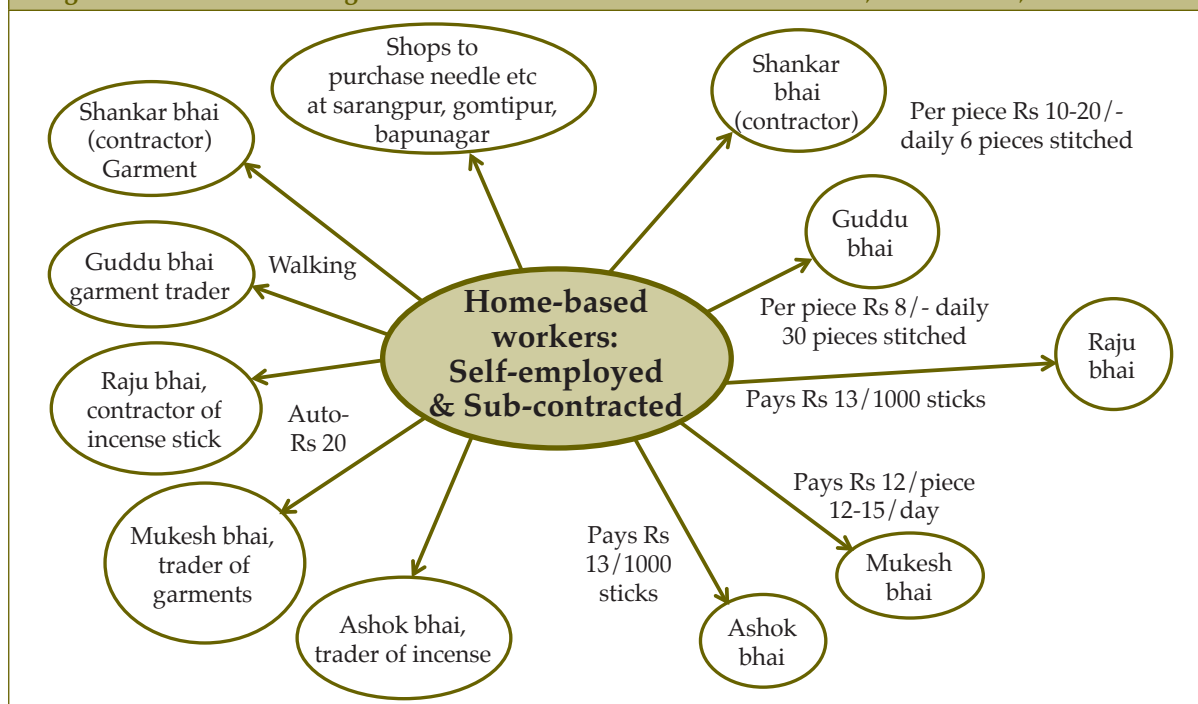 Shops to
purchase needle etc
at sarangpur, gomtipur,
bapunagar
Shankar bhai
(contractor)
Garment
Shankar
bhai
(contractor)
Per piece Rs 10-20/-
daily 6 pieces stitched
Guddu bhai
garment trader
Walking
Guddu
bhai
Per piece Rs 8/- daily
30 pieces stitched
Home-based
workers:
Self-employed
& Sub-contracted
Raju
bhai
Pays Rs 13/1000 sticks
Raju bhai,
contractor of
incense stick
Auto-
Rs 20
Mukesh bhai,
trader of
garments
Ashok bhai,
trader of incense
Pays Rs
13/1000
sticks
Ashok
bhai
Pays Rs 12/piece
12-15/day
Mukesh
bhai